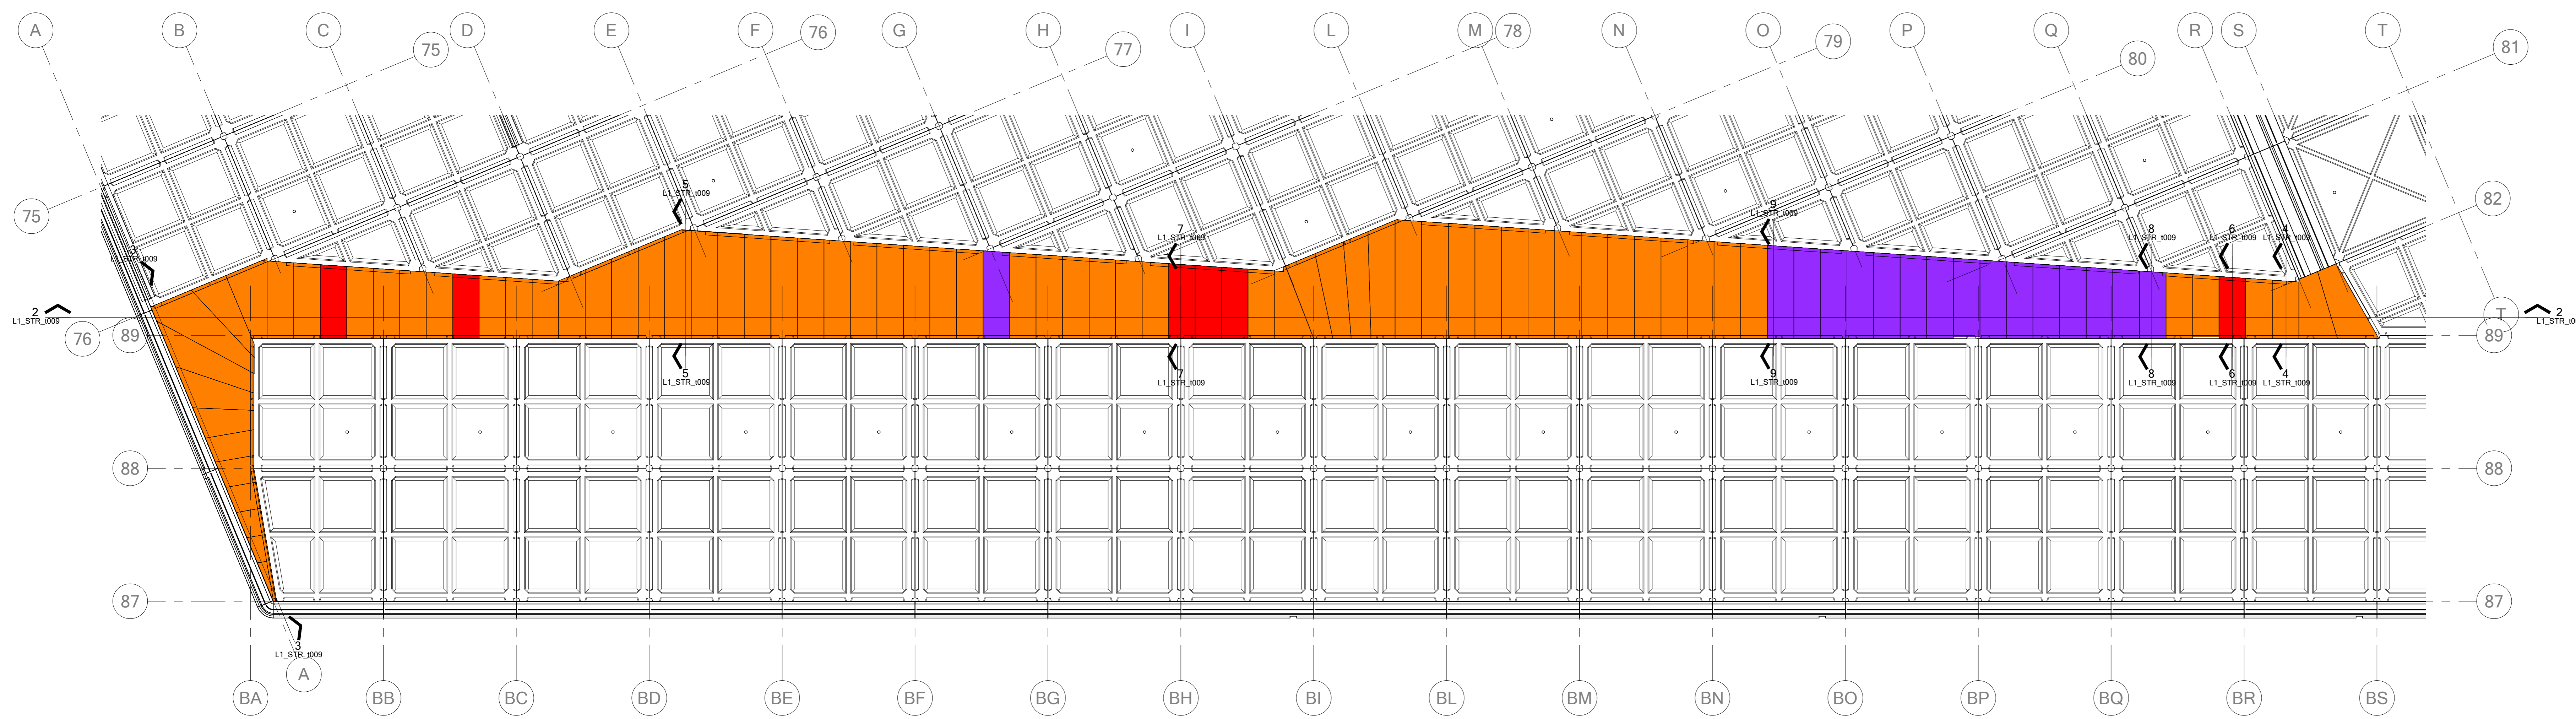 A B C D E F G H I L M N O P Q R S T
75 76 77 78 79 80 81
75
82
5
L1_STR_t009
9
L1_STR_t009
7
L1_STR_t009
8
L1_STR_t009
6
L1_STR_t009
4
L1_STR_t009
3
L1_STR_t009
2
L1_STR_t009
T
2
L1_STR_t0
76
89
89
5
L1_STR_t009
7
L1_STR_t009
9
L1_STR_t009
8
L1_STR_t009
6
L1_STR_t009
4
L1_STR_t009
88
88
87
87
3
L1_STR_t009
A
BA BB BC BD BE BF BG BH BI BL BM BN BO BP BQ BR BS